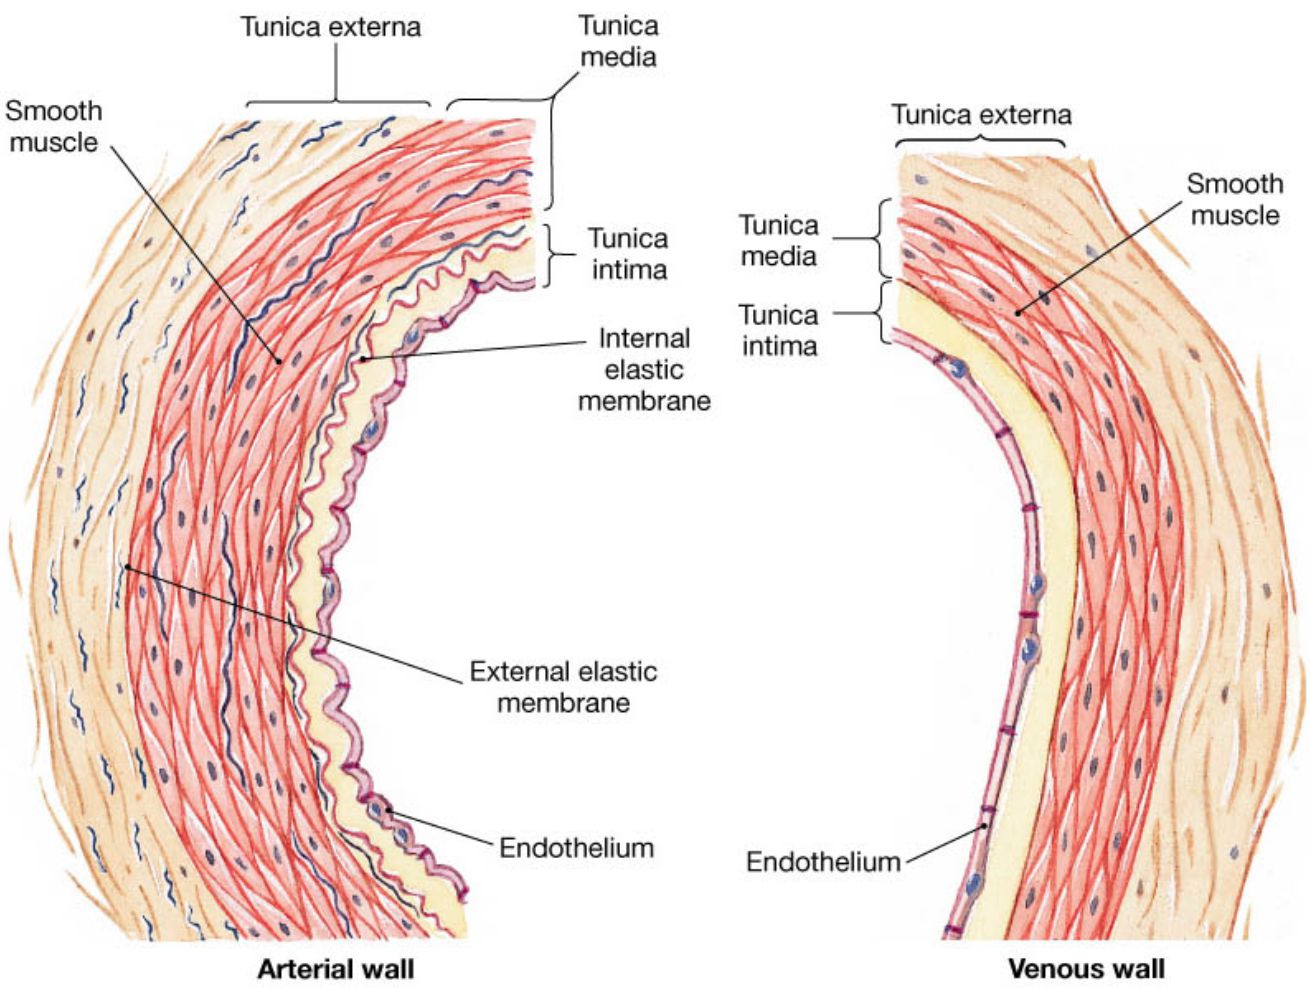 Tunica externa
Tunica
media
Smooth
muscle
Tunica
intima
Internal
elastic
membrane
External elastic
membrane
Endothelium
Arterial wall
Tunica externa
Smooth
muscle
Tunica
media
Tunica
intima
Endothelium
Venous wall